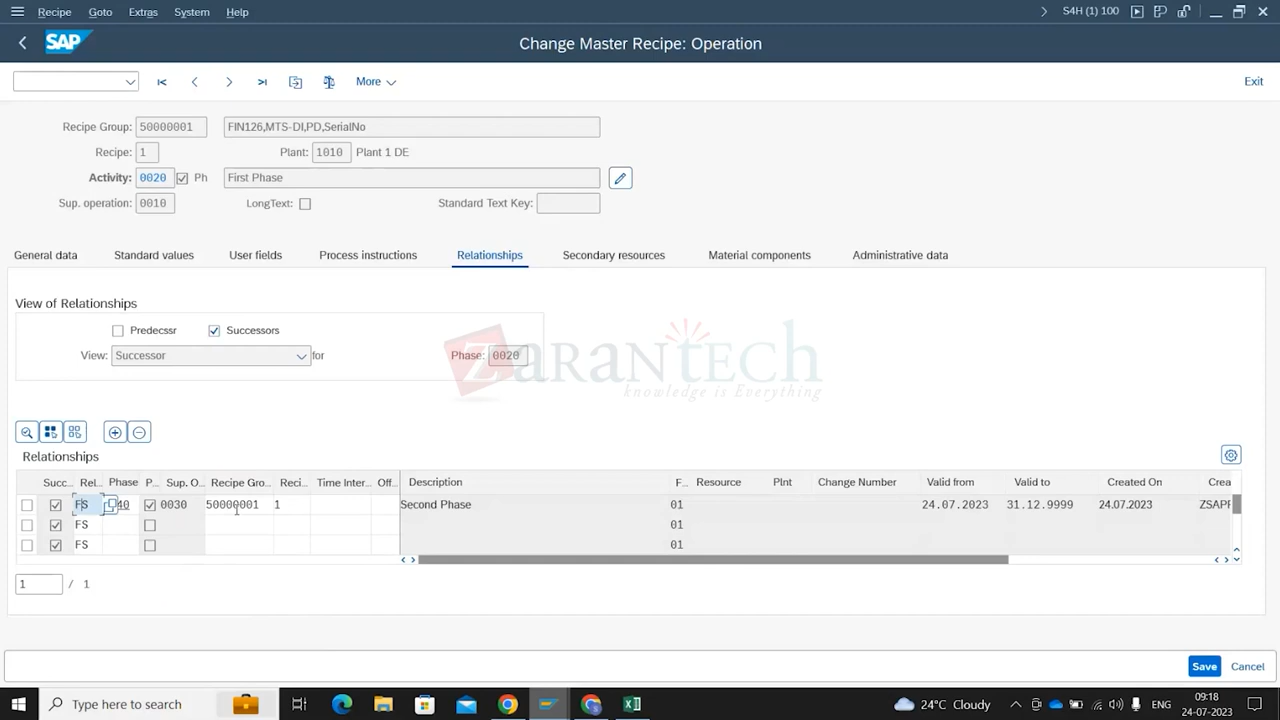 Recipe Goto Extras System Help S4H (1) 100
SAP Change Master Recipe: Operation
More Exit
Recipe Group: 50000001 FIN126,MTS-DI,PD,SerialNo
Recipe: 1 Plant: 1010 Plant 1 DE
Activity: 0020 Ph First Phase
Sup. operation: 0010 LongText: Standard Text Key:
General data Standard values User fields Process instructions Relationships Secondary resources Material components Administrative data
View of Relationships
Predecssr Successors
View: Successor for Phase: 0020
ZaranTech
knowledge is Everything
Relationships
Succ... Rel... Phase P... Sup. O... Recipe Gro... Reci... Time Inter... Off... Description F... Resource Plnt Change Number Valid from Valid to Created On Crea
FS 40 0030 50000001 1 Second Phase 01 24.07.2023 31.12.9999 24.07.2023 ZSAPF
FS 01
FS 01
1 / 1
Save Cancel
Type here to search 24°C Cloudy ENG 09:18
24-07-2023